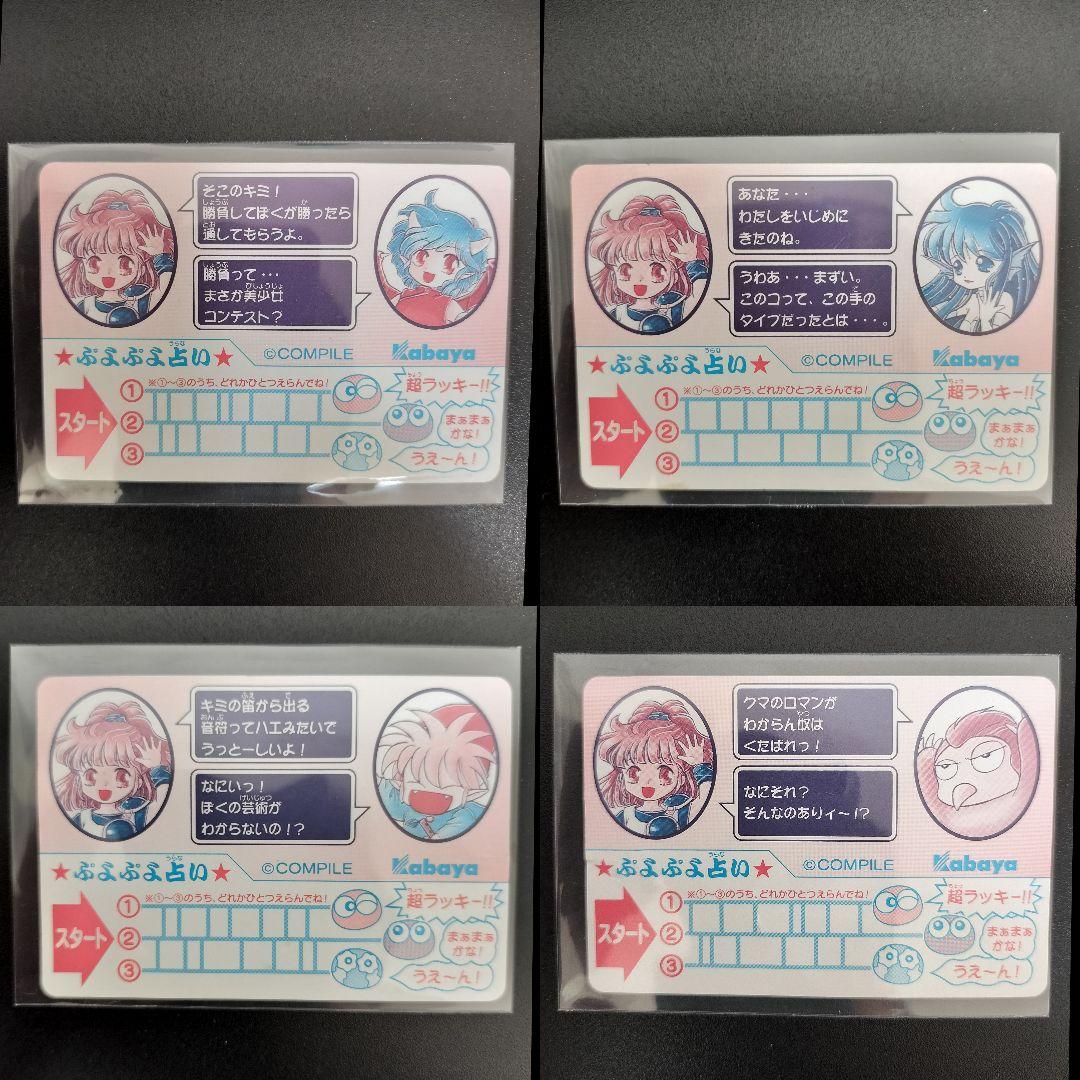 そこのキミ！
勝負してぼくが勝ったら
通してもらうよ。
勝負って・・・
まさか美少女
コンテスト？
★ぷよぷよ占い★
©COMPILE
Kabaya
スタート
※①〜③のうち、どれかひとつえらんでね！
①
②
③
超ラッキー!!
まぁまぁ
かな！
うえ〜ん！
あなた・・・
わたしをいじめに
きたのね。
うわあ・・・まずい。
このコって、この手の
タイプだったとは・・・。
★ぷよぷよ占い★
©COMPILE
Kabaya
スタート
※①〜③のうち、どれかひとつえらんでね！
①
②
③
超ラッキー!!
まぁまぁ
かな！
うえ〜ん！
キミの笛から出る
音符ってハエみたいで
うっとーしいよ！
なにいっ！
ぼくの芸術が
わからないの！？
★ぷよぷよ占い★
©COMPILE
Kabaya
スタート
※①〜③のうち、どれかひとつえらんでね！
①
②
③
超ラッキー!!
まぁまぁ
かな！
うえ〜ん！
クマのロマンが
わからん奴は
くたばれっ！
なにそれ？
そんなのありィ〜！？
★ぷよぷよ占い★
©COMPILE
Kabaya
スタート
※①〜③のうち、どれかひとつえらんでね！
①
②
③
超ラッキー!!
まぁまぁ
かな！
うえ〜ん！